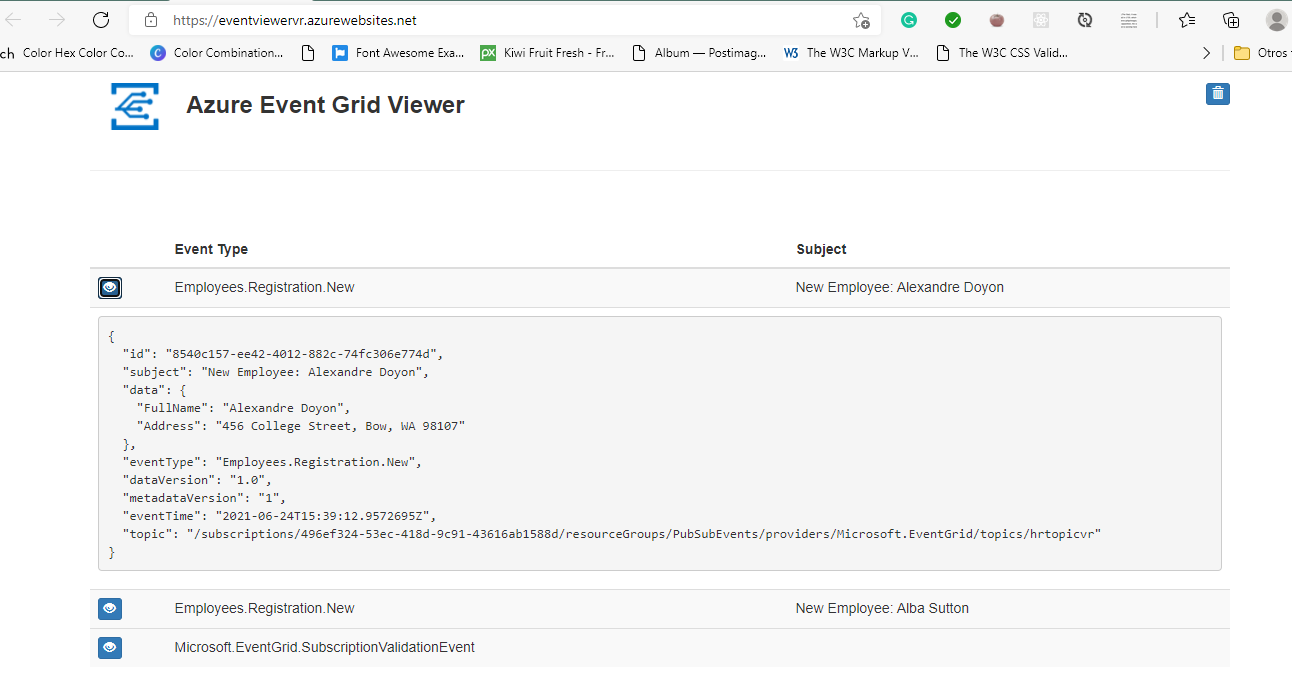 https://eventviewervr.azurewebsites.net
ch Color Hex Color Co... C Color Combination... Font Awesome Exa... px Kiwi Fruit Fresh - Fr... Album — Postimag... W3 The W3C Markup V... The W3C CSS Valid... Otros
Azure Event Grid Viewer
Event Type Subject
Employees.Registration.New New Employee: Alexandre Doyon
{
"id": "8540c157-ee42-4012-882c-74fc306e774d",
"subject": "New Employee: Alexandre Doyon",
"data": {
"FullName": "Alexandre Doyon",
"Address": "456 College Street, Bow, WA 98107"
},
"eventType": "Employees.Registration.New",
"dataVersion": "1.0",
"metadataVersion": "1",
"eventTime": "2021-06-24T15:39:12.9572695Z",
"topic": "/subscriptions/496ef324-53ec-418d-9c91-43616ab1588d/resourceGroups/PubSubEvents/providers/Microsoft.EventGrid/topics/hrtopicvr"
}
Employees.Registration.New New Employee: Alba Sutton
Microsoft.EventGrid.SubscriptionValidationEvent